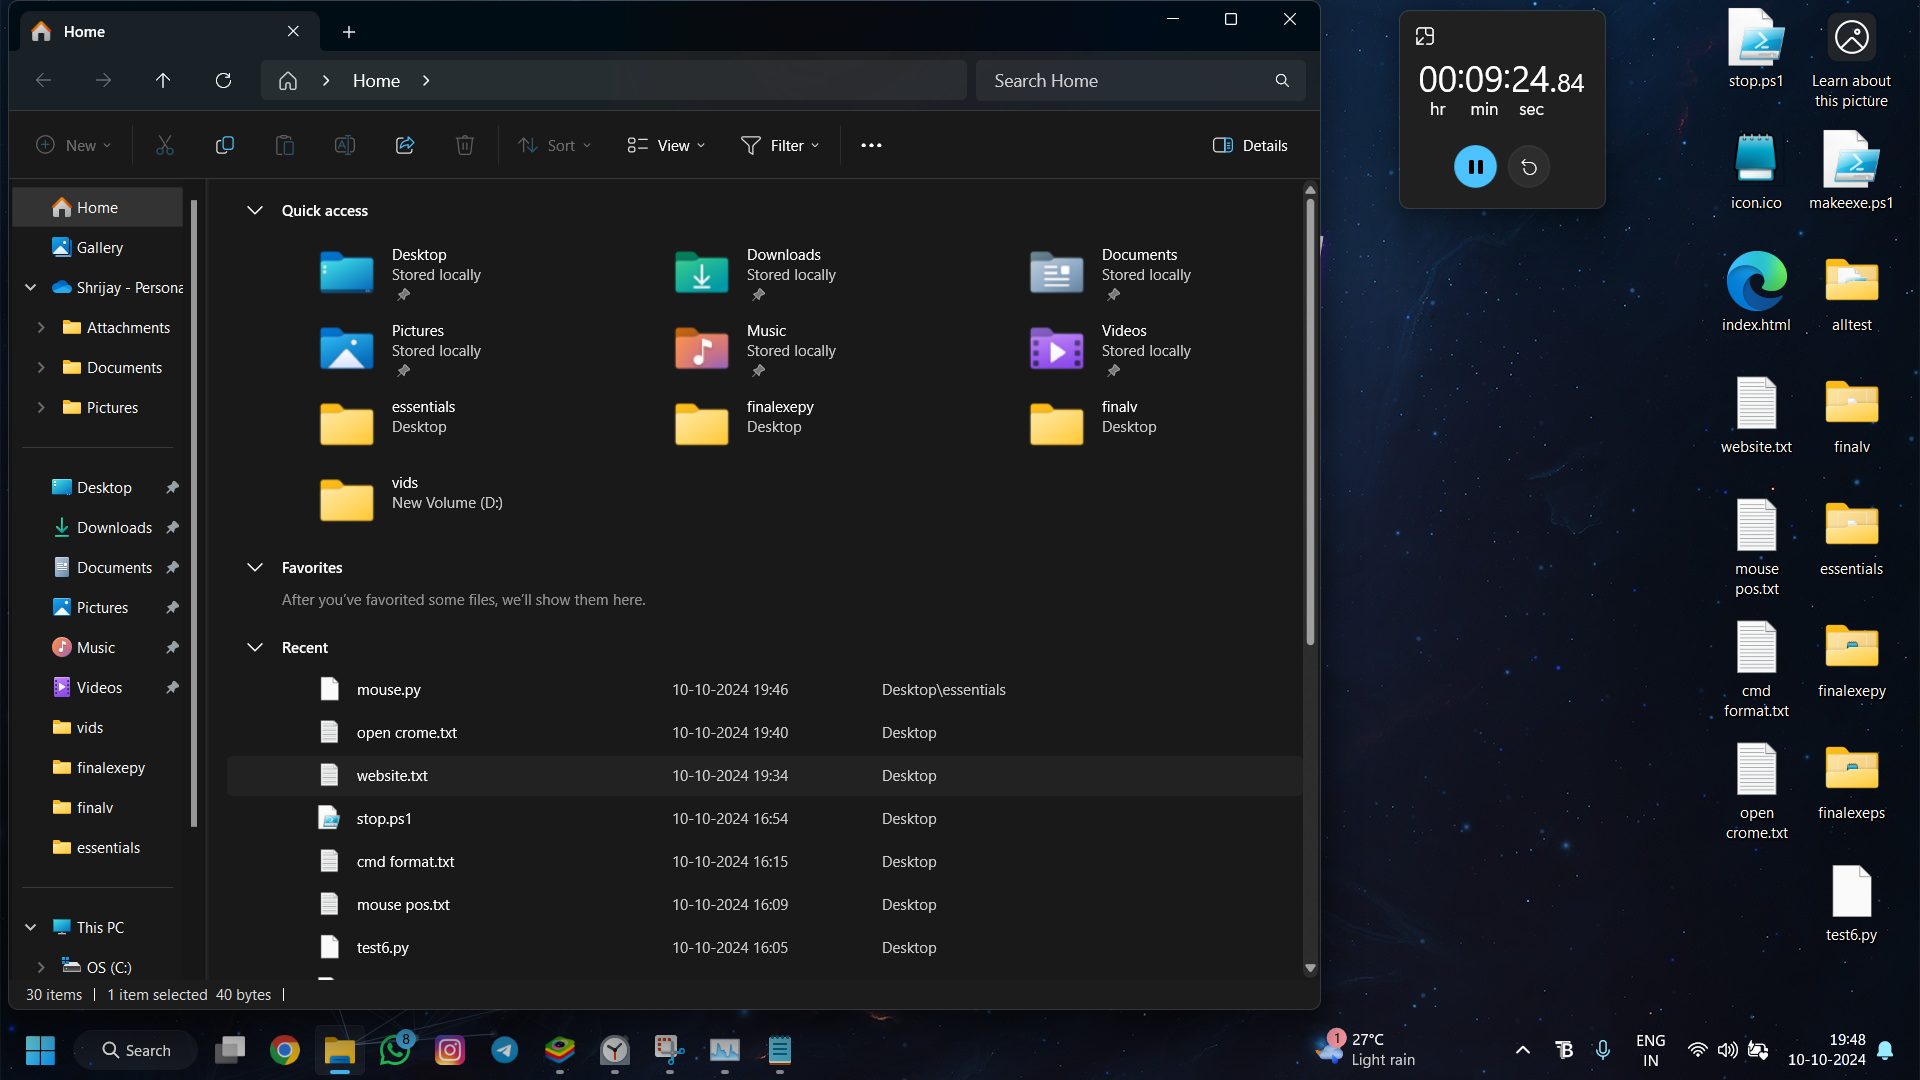 Home
Home
Search Home
New
Sort
View
Filter
Details
Home
Gallery
Shrijay - Persona
Attachments
Documents
Pictures
Desktop
Downloads
Documents
Pictures
Music
Videos
vids
finalexepy
finalv
essentials
This PC
OS (C:)
Quick access
Desktop
Stored locally
Downloads
Stored locally
Documents
Stored locally
Pictures
Stored locally
Music
Stored locally
Videos
Stored locally
essentials
Desktop
finalexepy
Desktop
finalv
Desktop
vids
New Volume (D:)
Favorites
After you've favorited some files, we'll show them here.
Recent
mouse.py 10-10-2024 19:46 Desktop\essentials
open crome.txt 10-10-2024 19:40 Desktop
website.txt 10-10-2024 19:34 Desktop
stop.ps1 10-10-2024 16:54 Desktop
cmd format.txt 10-10-2024 16:15 Desktop
mouse pos.txt 10-10-2024 16:09 Desktop
test6.py 10-10-2024 16:05 Desktop
30 items | 1 item selected 40 bytes |
00:09:24.84
hr min sec
stop.ps1
Learn about
this picture
icon.ico
makeexe.ps1
index.html
alltest
website.txt
finalv
mouse
pos.txt
essentials
cmd
format.txt
finalexepy
open
crome.txt
finalexeps
test6.py
Search
8
1
27°C
Light rain
ENG
IN
19:48
10-10-2024